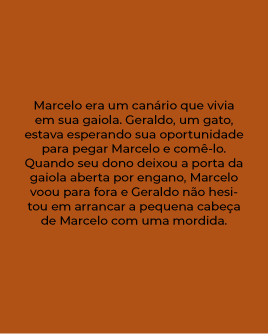 Marcelo era um canário que vivia
em sua gaiola. Geraldo, um gato,
estava esperando sua oportunidade
para pegar Marcelo e comê-lo.
Quando seu dono deixou a porta da
gaiola aberta por engano, Marcelo
voou para fora e Geraldo não hesi-
tou em arrancar a pequena cabeça
de Marcelo com uma mordida.